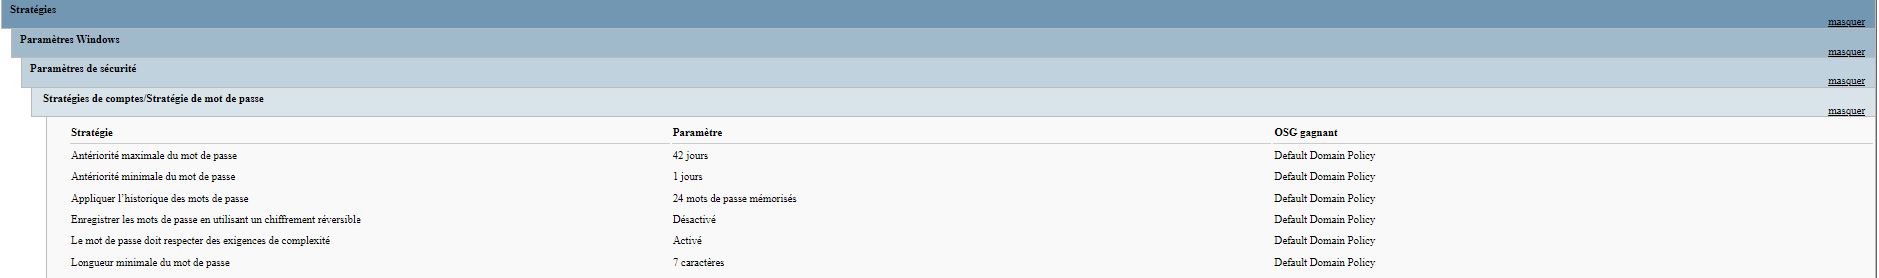 Stratégies
masquer
Paramètres Windows
masquer
Paramètres de sécurité
masquer
Stratégies de comptes/Stratégie de mot de passe
masquer
Stratégie Paramètre OSG gagnant
Antériorité maximale du mot de passe 42 jours Default Domain Policy
Antériorité minimale du mot de passe 1 jours Default Domain Policy
Appliquer l'historique des mots de passe 24 mots de passe mémorisés Default Domain Policy
Enregistrer les mots de passe en utilisant un chiffrement réversible Désactivé Default Domain Policy
Le mot de passe doit respecter des exigences de complexité Activé Default Domain Policy
Longueur minimale du mot de passe 7 caractères Default Domain Policy